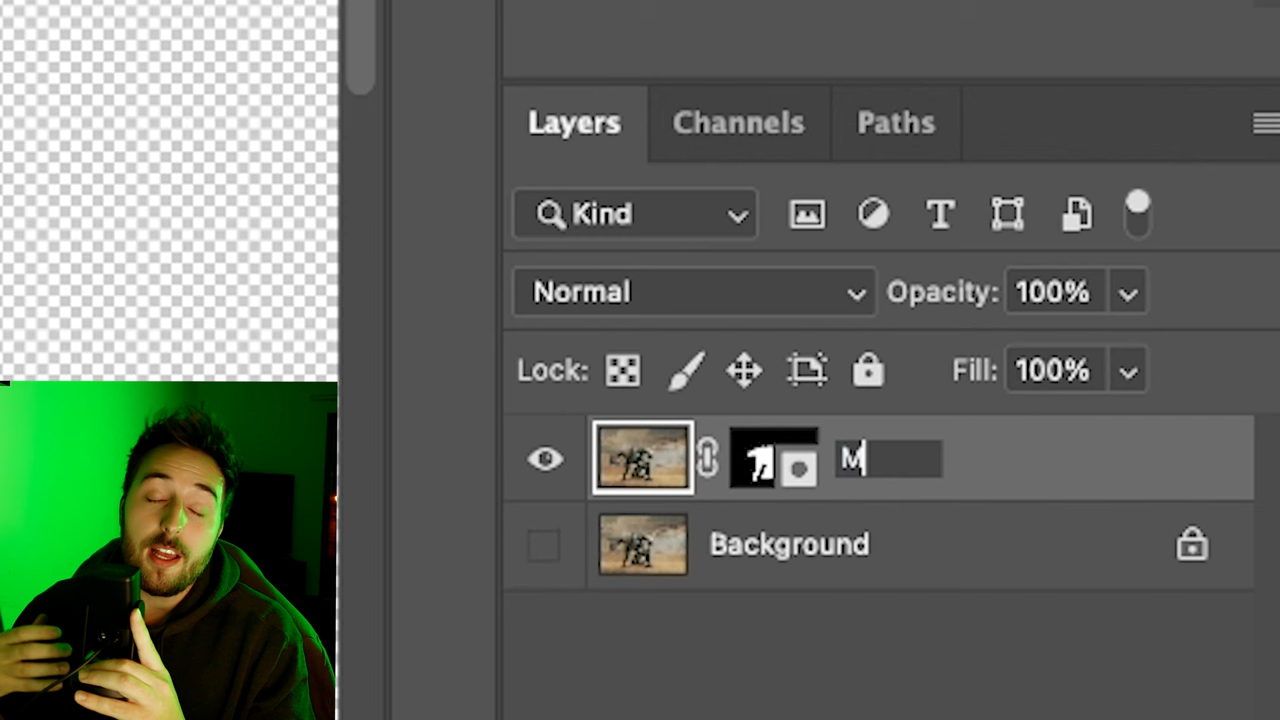 Layers Channels Paths
Kind T
Normal Opacity: 100%
Lock: Fill: 100%
M
Background